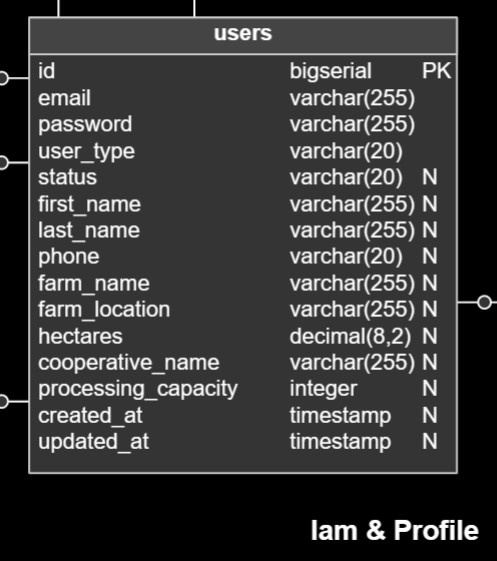 users
id bigserial PK
email varchar(255)
password varchar(255)
user_type varchar(20)
status varchar(20) N
first_name varchar(255) N
last_name varchar(255) N
phone varchar(20) N
farm_name varchar(255) N
farm_location varchar(255) N
hectares decimal(8,2) N
cooperative_name varchar(255) N
processing_capacity integer N
created_at timestamp N
updated_at timestamp N
Iam & Profile